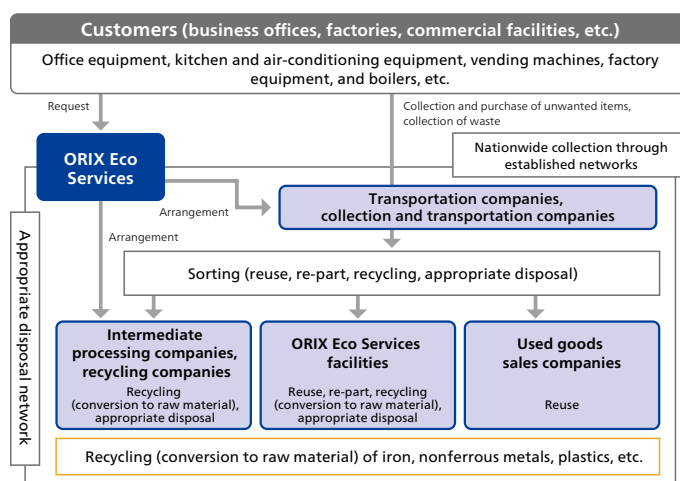 Customers (business offices, factories, commercial facilities, etc.)
Office equipment, kitchen and air-conditioning equipment, vending machines, factory
equipment, and boilers, etc.
Request
Collection and purchase of unwanted items,
collection of waste
ORIX Eco
Services
Nationwide collection through
established networks
Arrangement
Transportation companies,
collection and transportation companies
Arrangement
Appropriate disposal network
Sorting (reuse, re-part, recycling, appropriate disposal)
Intermediate
processing companies,
recycling companies
Recycling
(conversion to raw material),
appropriate disposal
ORIX Eco Services
facilities
Reuse, re-part, recycling
(conversion to raw material),
appropriate disposal
Used goods
sales companies
Reuse
Recycling (conversion to raw material) of iron, nonferrous metals, plastics, etc.